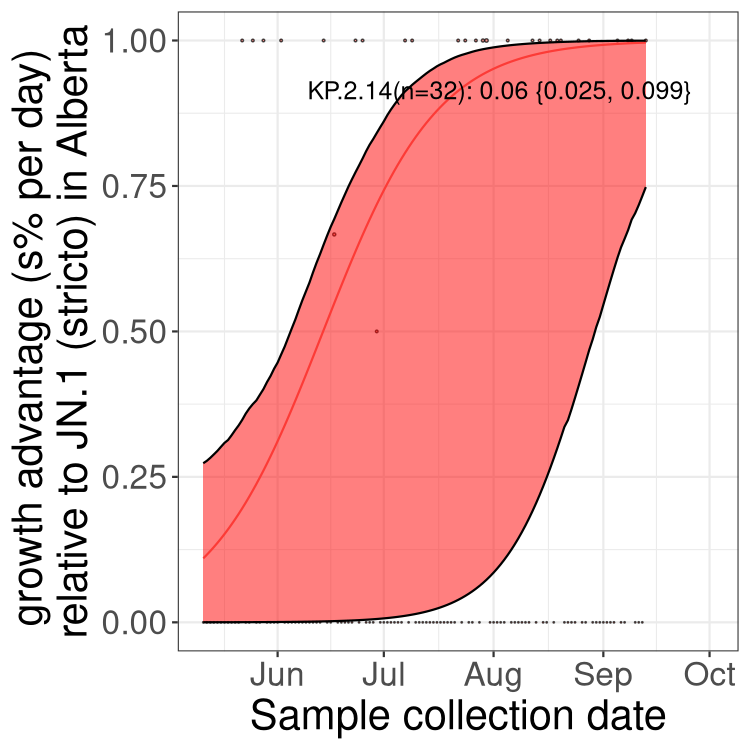 growth advantage (s% per day)
relative to JN.1 (stricto) in Alberta
1.00
0.75
0.50
0.25
0.00
KP.2.14(n=32): 0.06 {0.025, 0.099}
Jun Jul Aug Sep Oct
Sample collection date